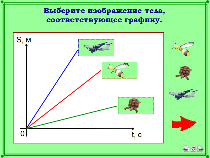 Выберите изображение тела,
соответствующее графику.
S, м
0
t, с